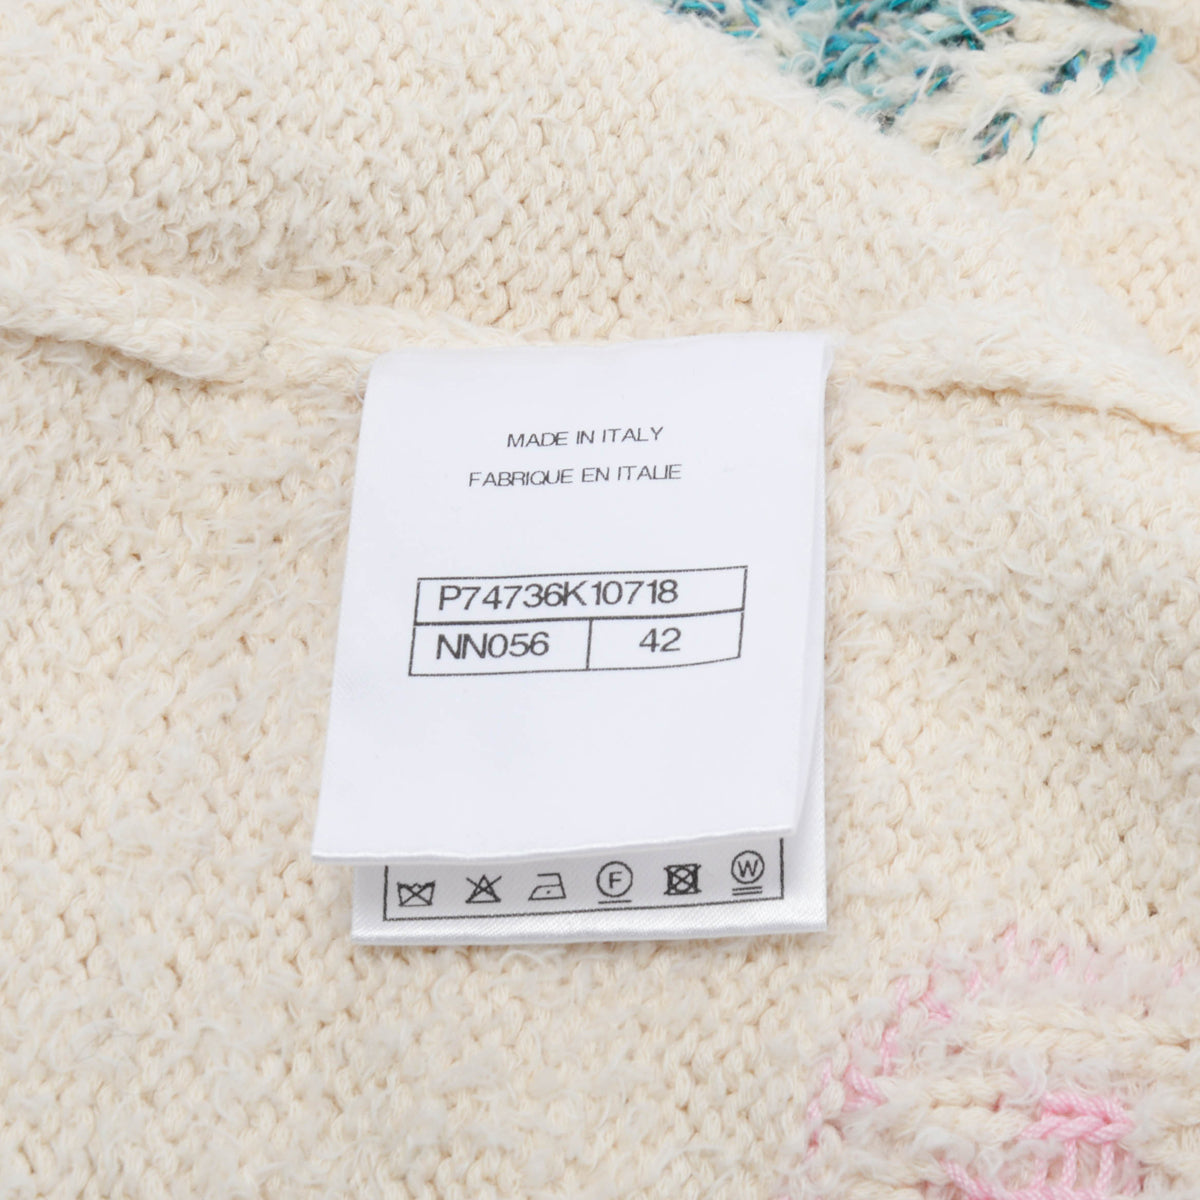 MADE IN ITALY
FABRIQUE EN ITALIE
P74736K10718
NN056 42
F W